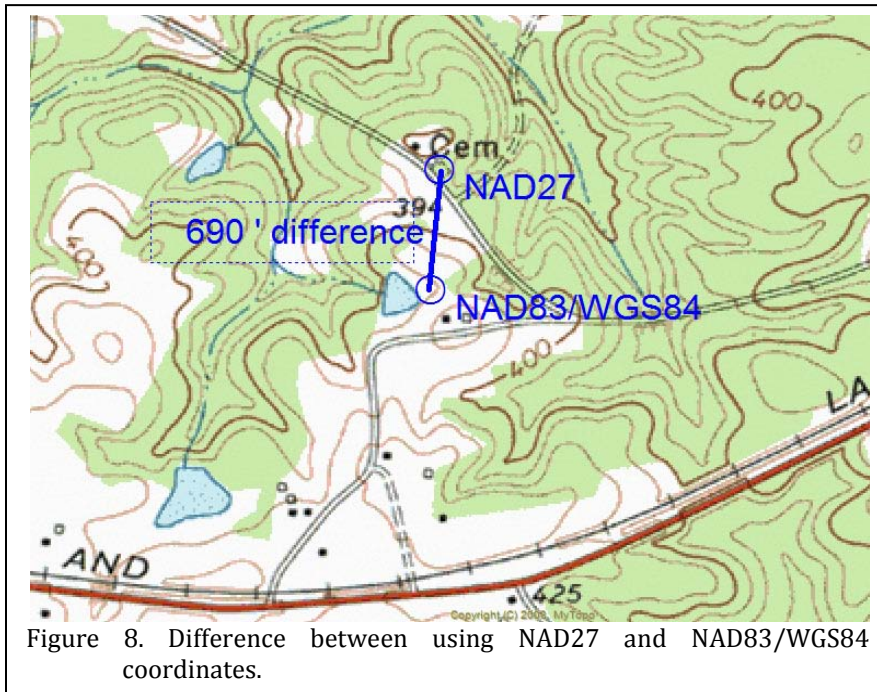 400
Cem
NAD27
394
690 ' difference
400
NAD83/WGS84
400
LA
AND
425
Copyright (C) 2008, MyTopo
Figure 8. Difference between using NAD27 and NAD83/WGS84
coordinates.